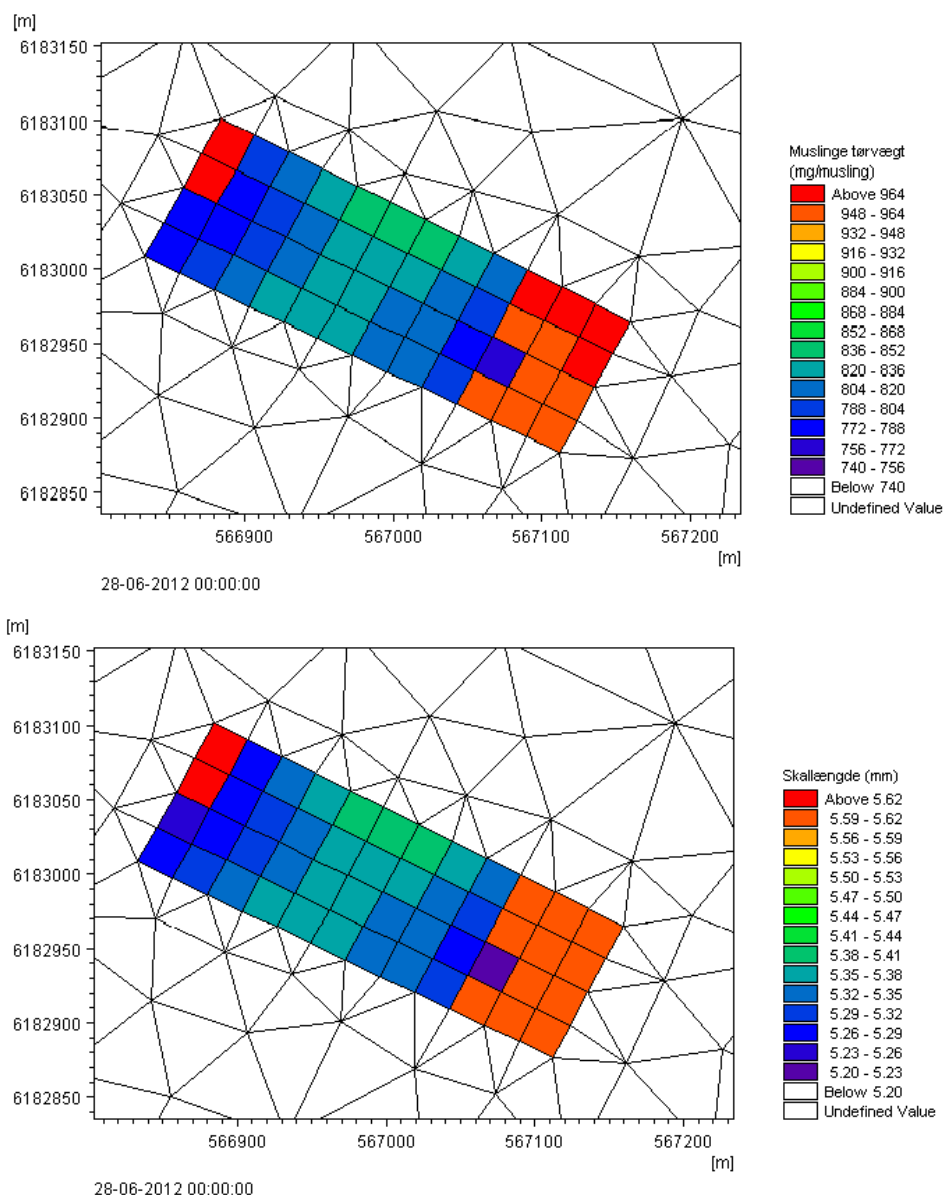 [m]
6183150
6183100
6183050
6183000
6182950
6182900
6182850
566900 567000 567100 567200
[m]
28-06-2012 00:00:00
Muslinge tørvægt
(mg/musling)
Above 964
948 - 964
932 - 948
916 - 932
900 - 916
884 - 900
868 - 884
852 - 868
836 - 852
820 - 836
804 - 820
788 - 804
772 - 788
756 - 772
740 - 756
Below 740
Undefined Value
[m]
6183150
6183100
6183050
6183000
6182950
6182900
6182850
566900 567000 567100 567200
[m]
28-06-2012 00:00:00
Skallængde (mm)
Above 5.62
5.59 - 5.62
5.56 - 5.59
5.53 - 5.56
5.50 - 5.53
5.47 - 5.50
5.44 - 5.47
5.41 - 5.44
5.38 - 5.41
5.35 - 5.38
5.32 - 5.35
5.29 - 5.32
5.26 - 5.29
5.23 - 5.26
5.20 - 5.23
Below 5.20
Undefined Value